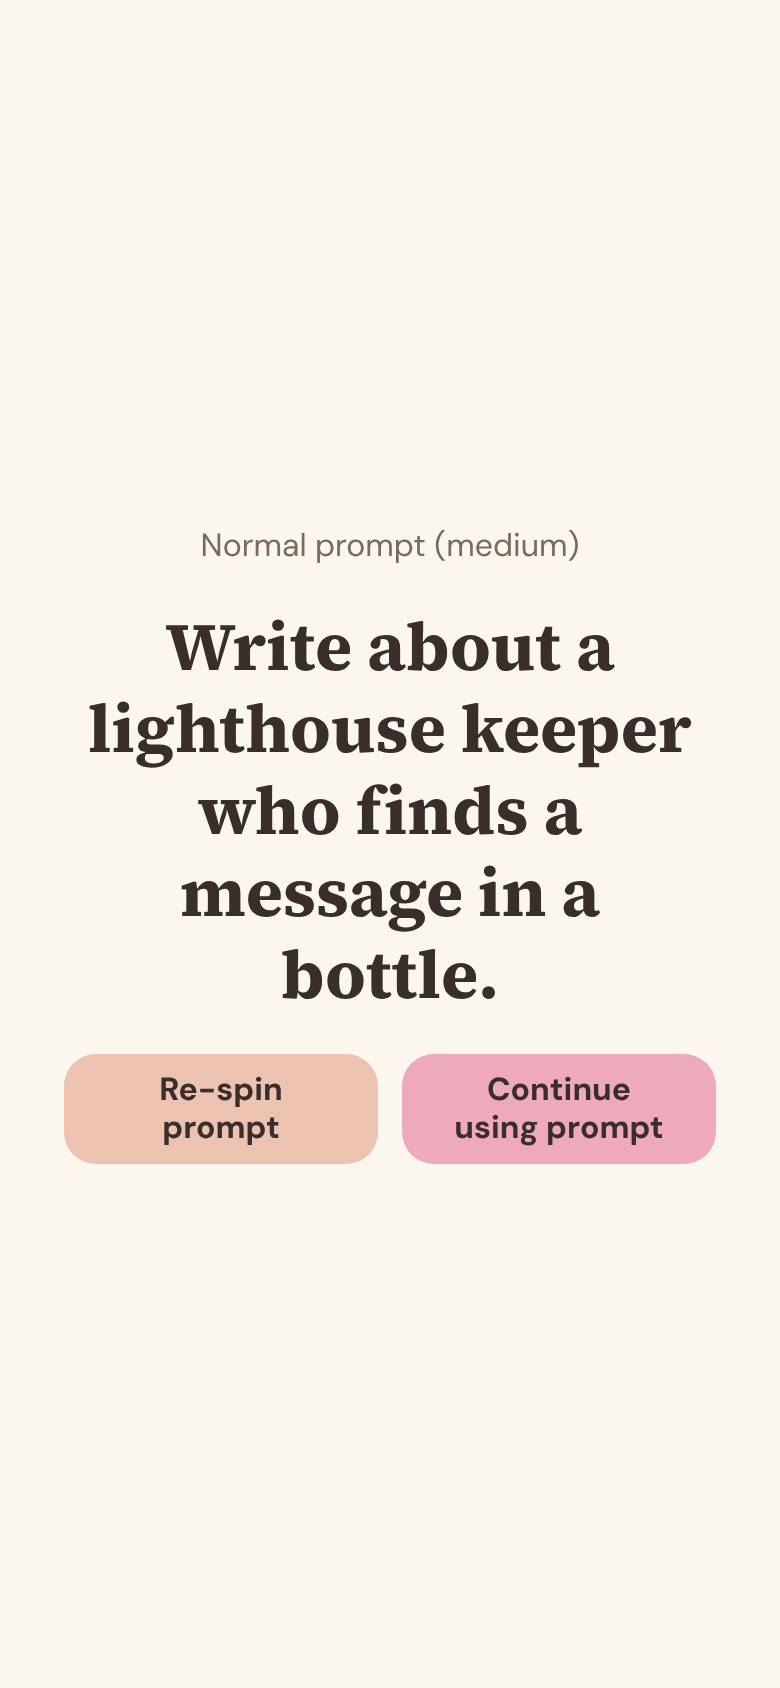 Normal prompt (medium)
Write about a
lighthouse keeper
who finds a
message in a
bottle.
Re-spin
prompt
Continue
using prompt